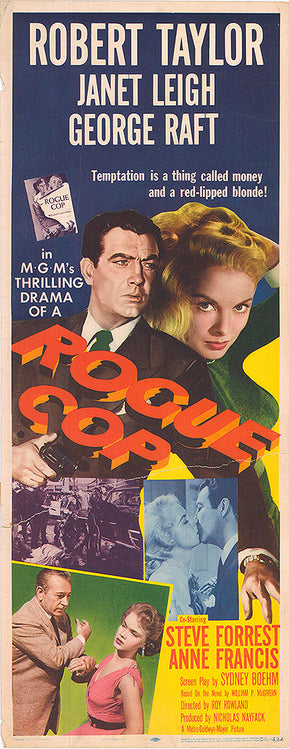 ROBERT TAYLOR
JANET LEIGH
GEORGE RAFT
Temptation is a thing called money
and a red-lipped blonde!
ROGUE
COP
in
M-G-M's
THRILLING
DRAMA
OF A
ROGUE
COP
Co-Starring
STEVE FORREST
ANNE FRANCIS
Screen Play by SYDNEY BOEHM
Based On the Novel by WILLIAM P. McGIVERN
Directed by ROY ROWLAND
Produced by NICHOLAS NAYFACK
A Metro-Goldwyn-Mayer Picture